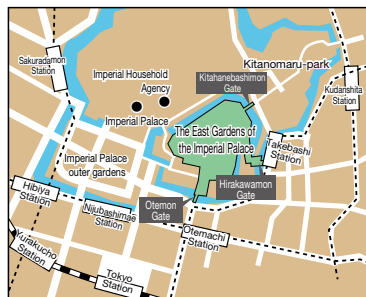 Kitanomaru-park
Sakuradamon
Station
Imperial Household
Agency
Kitahanebashimon
Gate
Kudanshita
Station
Imperial Palace
The East Gardens of
the Imperial Palace
Takebashi
Station
Imperial Palace
outer gardens
Hirakawamon
Gate
Hibiya
Station
Nijubashimae
Station
Otemon
Gate
Otemachi
Station
Yurakucho
Station
Tokyo
Station